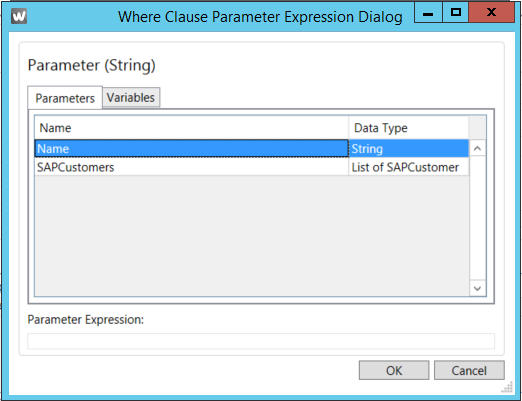 W Where Clause Parameter Expression Dialog
Parameter (String)
Parameters Variables
Name Data Type
Name String
SAPCustomers List of SAPCustomer
Parameter Expression:
OK Cancel